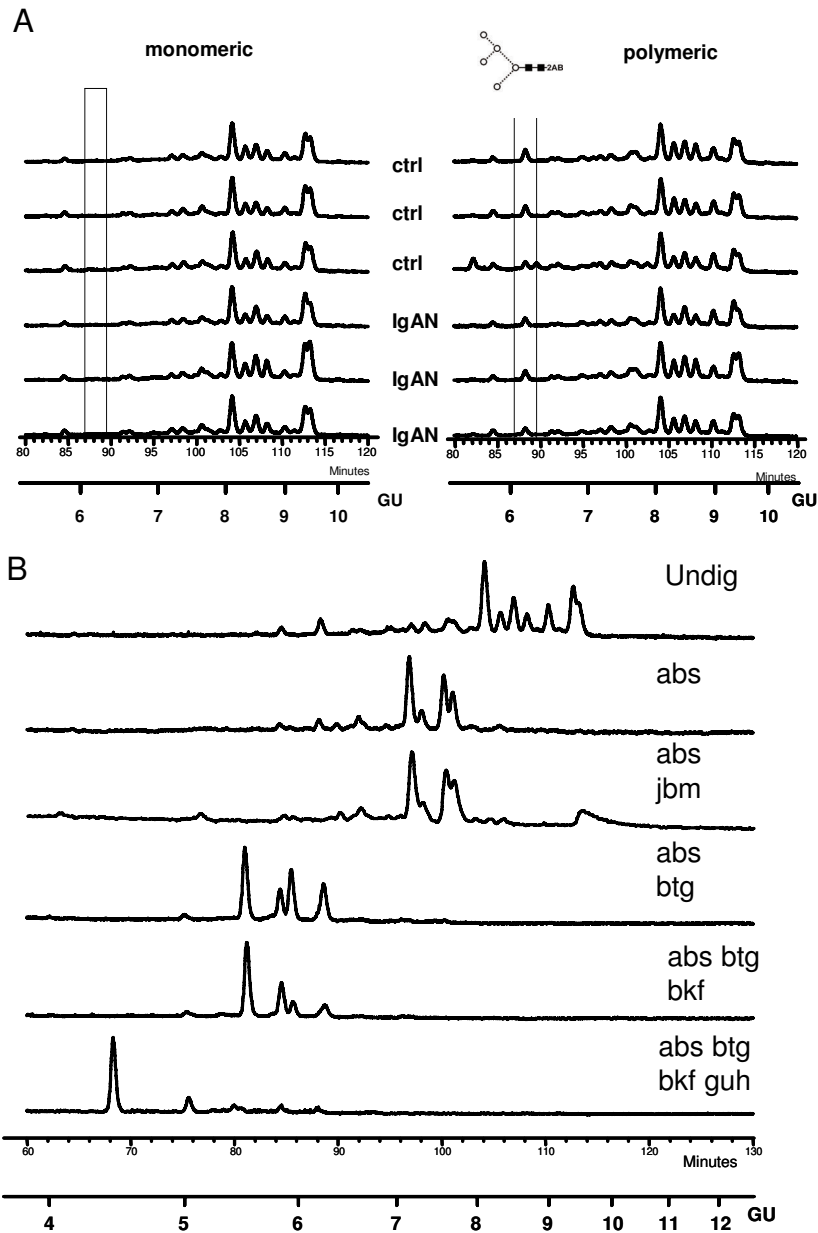 A
monomeric
polymeric
2AB
ctrl
ctrl
ctrl
IgAN
IgAN
IgAN
80 85 90 95 100 105 110 115 120
Minutes
6 7 8 9 10 GU
80 85 90 95 100 105 110 115 120
Minutes
6 7 8 9 10 GU
B
Undig
abs
abs
jbm
abs
btg
abs btg
bkf
abs btg
bkf guh
60 70 80 90 100 110 120 130
Minutes
4 5 6 7 8 9 10 11 12 GU